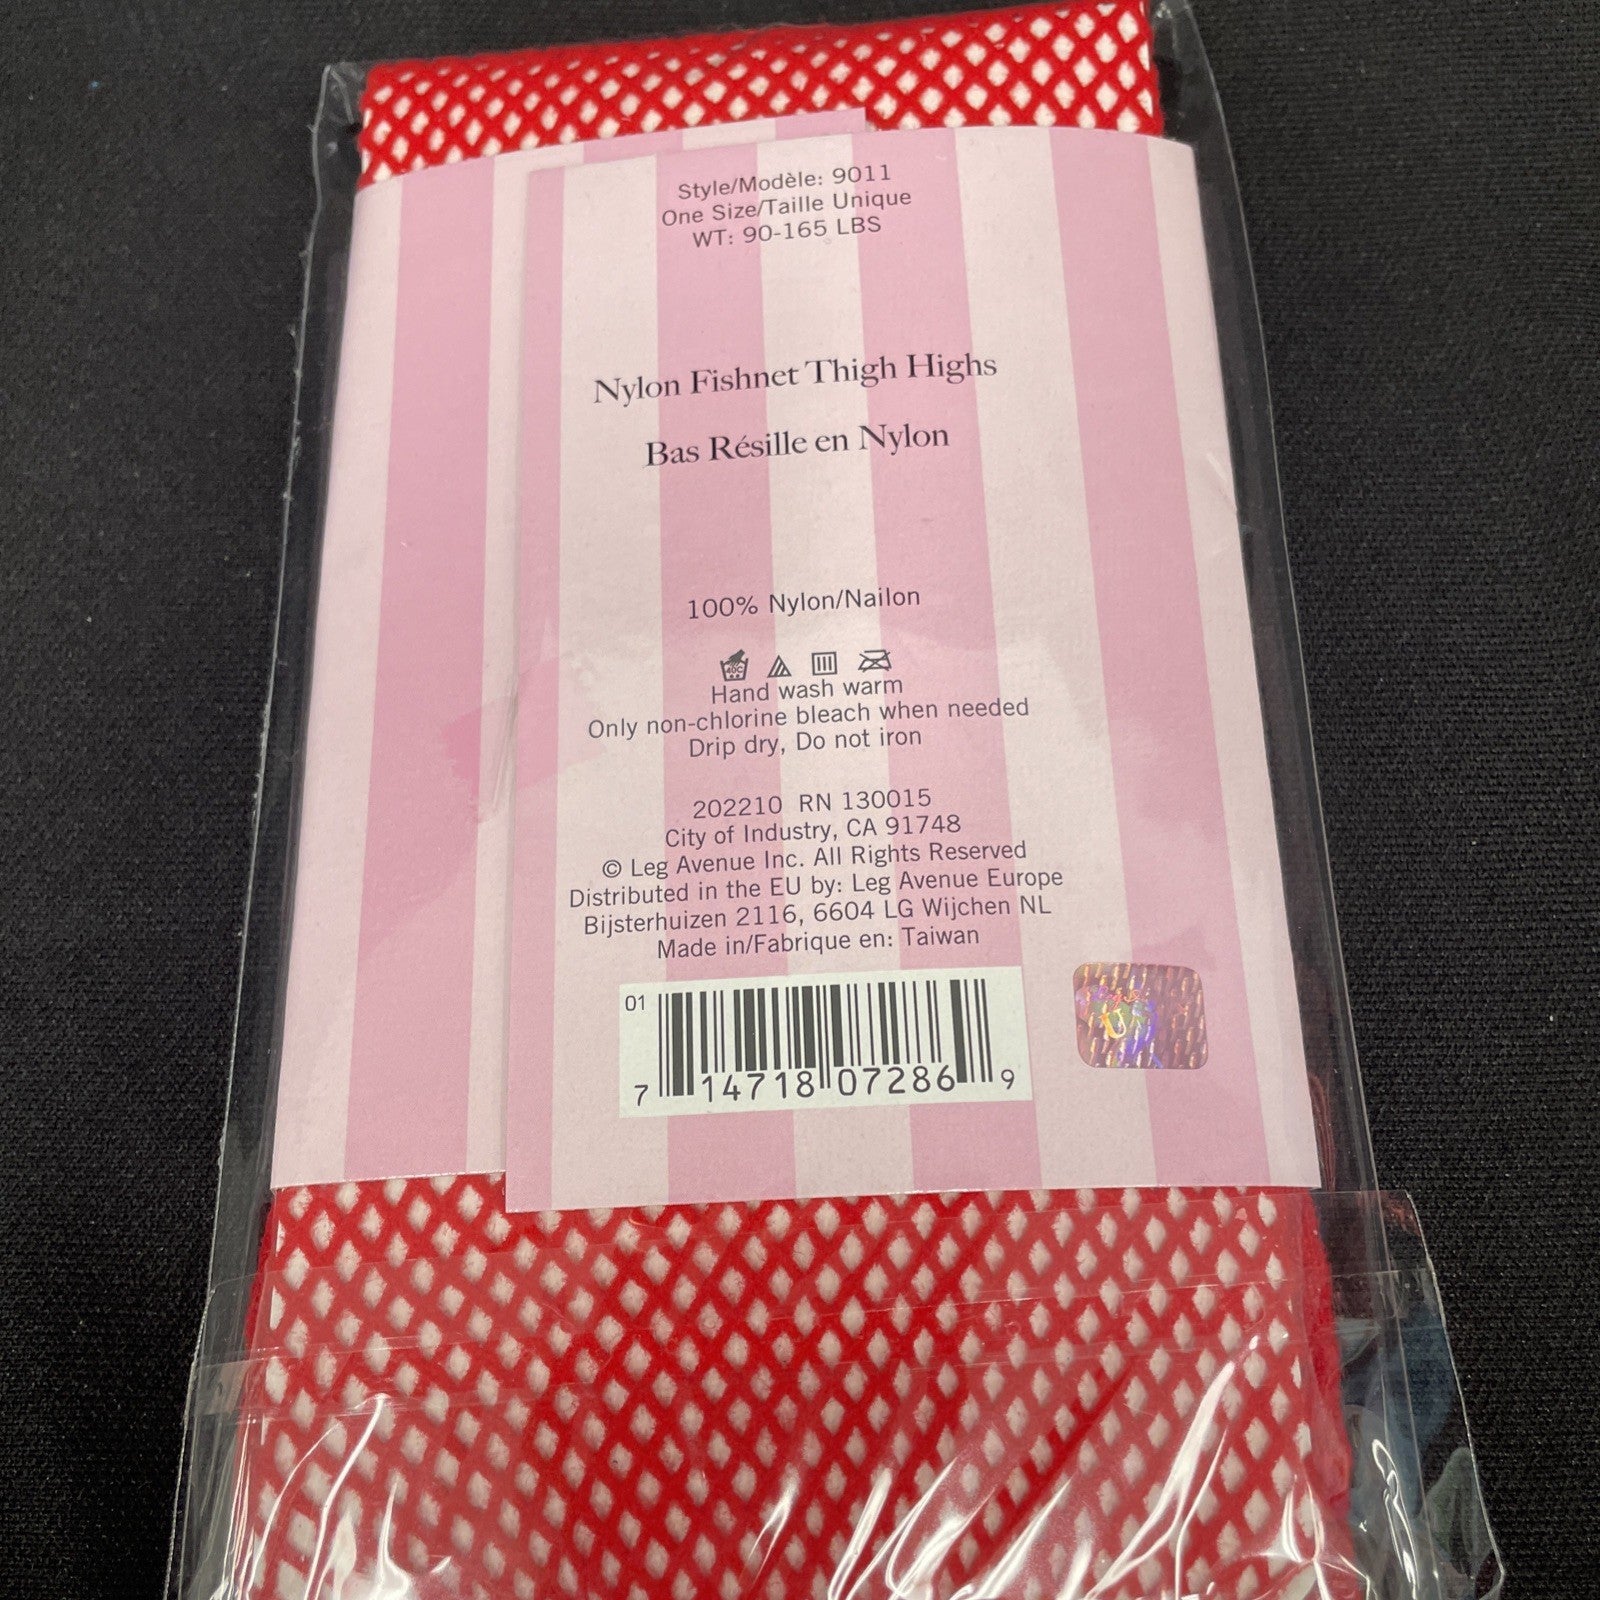 Style/Modèle: 9011
One Size/Taille Unique
WT: 90-165 LBS
Nylon Fishnet Thigh Highs
Bas Résille en Nylon
100% Nylon/Nailon
40C
Hand wash warm
Only non-chlorine bleach when needed
Drip dry, Do not iron
202210 RN 130015
City of Industry, CA 91748
© Leg Avenue Inc. All Rights Reserved
Distributed in the EU by: Leg Avenue Europe
Bijsterhuizen 2116, 6604 LG Wijchen NL
Made in/Fabrique en: Taiwan
01
7 14718 07286 9